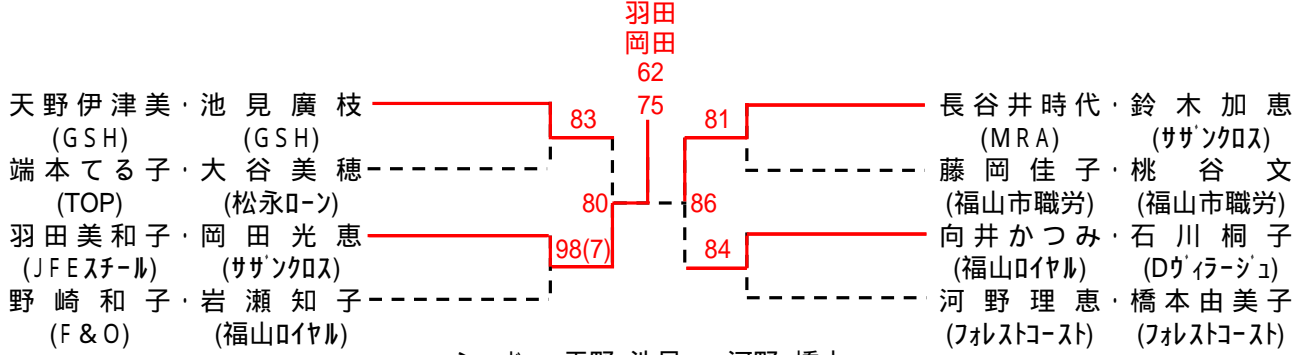 羽田
岡田
62
75
天野伊津美・池見廣枝
(GSH) (GSH)
83
端本てる子・大谷美穂
(TOP) (松永ﾛｰﾝ)
80
羽田美和子・岡田光恵
(JFEｽﾁｰﾙ) (ｻｻﾞﾝｸﾛｽ)
98(7)
野崎和子・岩瀬知子
(F&O) (福山ﾛｲﾔﾙ)
長谷井時代・鈴木加恵
(MRA) (ｻｻﾞﾝｸﾛｽ)
81
藤岡佳子・桃谷文
(福山市職労) (福山市職労)
86
向井かつみ・石川桐子
(福山ﾛｲﾔﾙ) (Dｳﾞｨﾗｰｼﾞｭ)
84
河野理恵・橋本由美子
(ﾌｫﾚｽﾄｺｰｽﾄ) (ﾌｫﾚｽﾄｺｰｽﾄ)